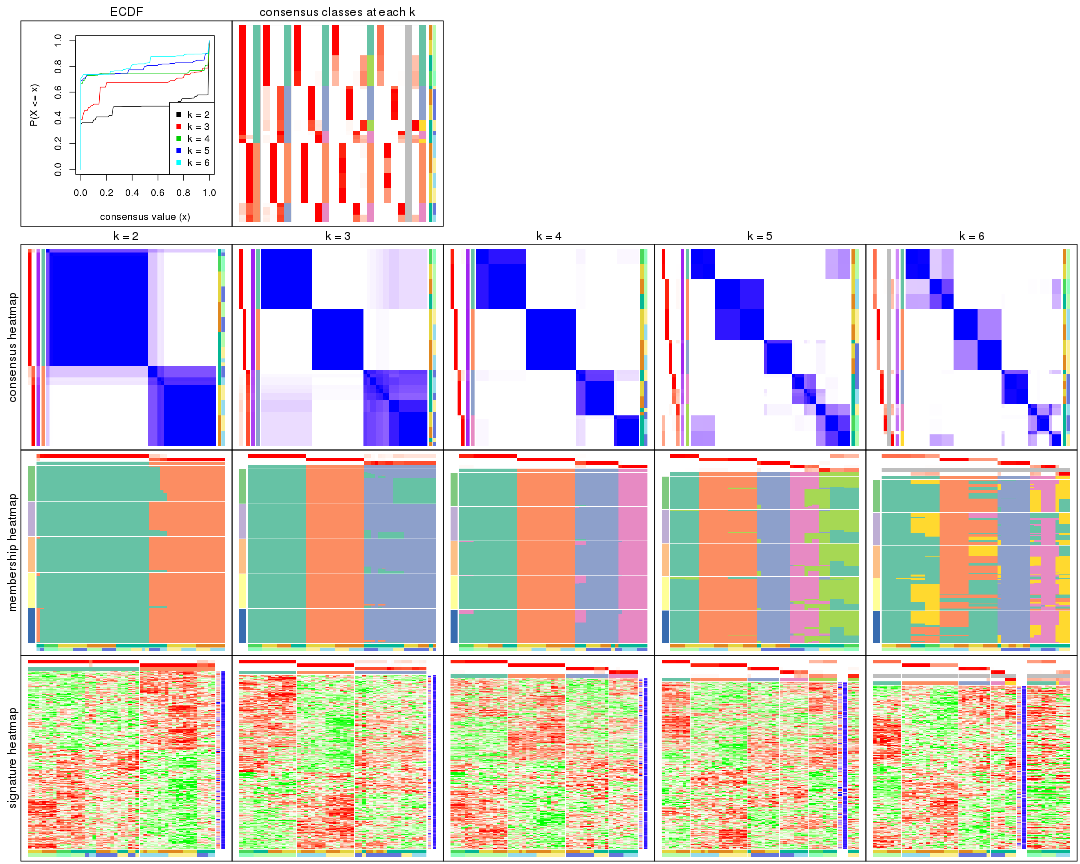 ECDF
consensus classes at each k
P(X <= x)
1.0
0.8
0.6
0.4
0.2
0.0
k = 2
k = 3
k = 4
k = 5
k = 6
0.0 0.2 0.4 0.6 0.8 1.0
consensus value (x)
k = 2
k = 3
k = 4
k = 5
k = 6
consensus heatmap
membership heatmap
signature heatmap